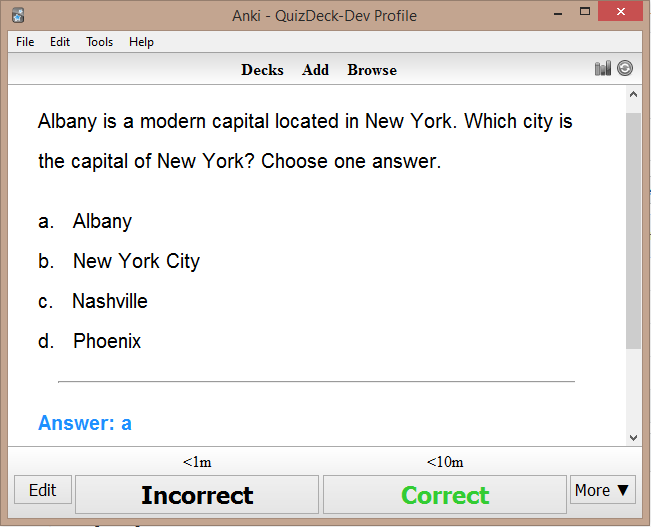 Anki - QuizDeck-Dev Profile
File Edit Tools Help
Decks Add Browse
Albany is a modern capital located in New York. Which city is
the capital of New York? Choose one answer.
a. Albany
b. New York City
c. Nashville
d. Phoenix
Answer: a
<1m <10m
Edit Incorrect Correct More ▼